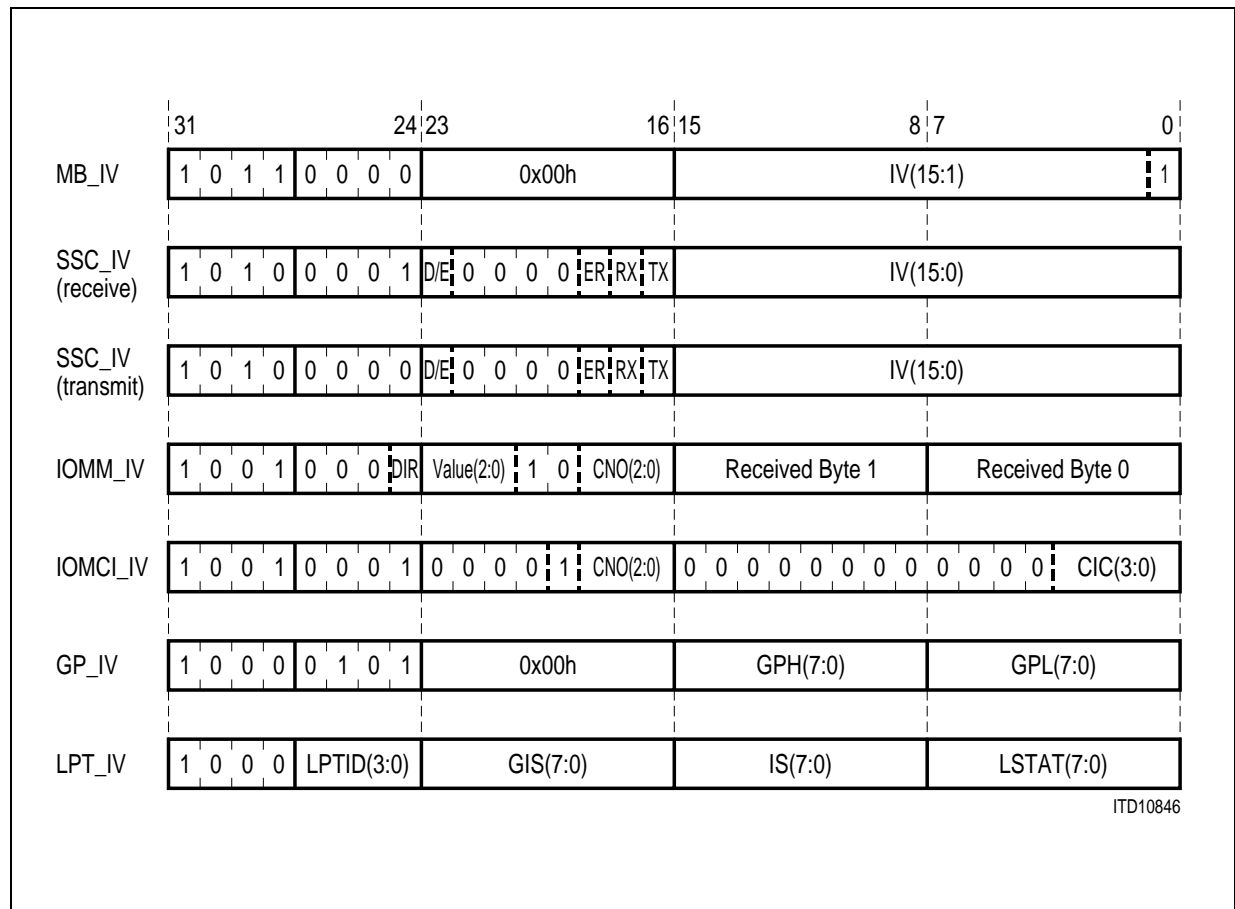 31 24 23 16 15 8 7 0
MB_IV 1 0 1 1 0 0 0 0 0x00h IV(15:1) 1
SSC_IV
(receive) 1 0 1 0 0 0 0 1 D/E 0 0 0 0 ER RX TX IV(15:0)
SSC_IV
(transmit) 1 0 1 0 0 0 0 0 D/E 0 0 0 0 ER RX TX IV(15:0)
IOMM_IV 1 0 0 1 0 0 0 DIR Value(2:0) 1 0 CNO(2:0) Received Byte 1 Received Byte 0
IOMCI_IV 1 0 0 1 0 0 0 1 0 0 0 0 1 CNO(2:0) 0 0 0 0 0 0 0 0 0 0 0 0 CIC(3:0)
GP_IV 1 0 0 0 0 1 0 1 0x00h GPH(7:0) GPL(7:0)
LPT_IV 1 0 0 0 LPTID(3:0) GIS(7:0) IS(7:0) LSTAT(7:0)
ITD10846